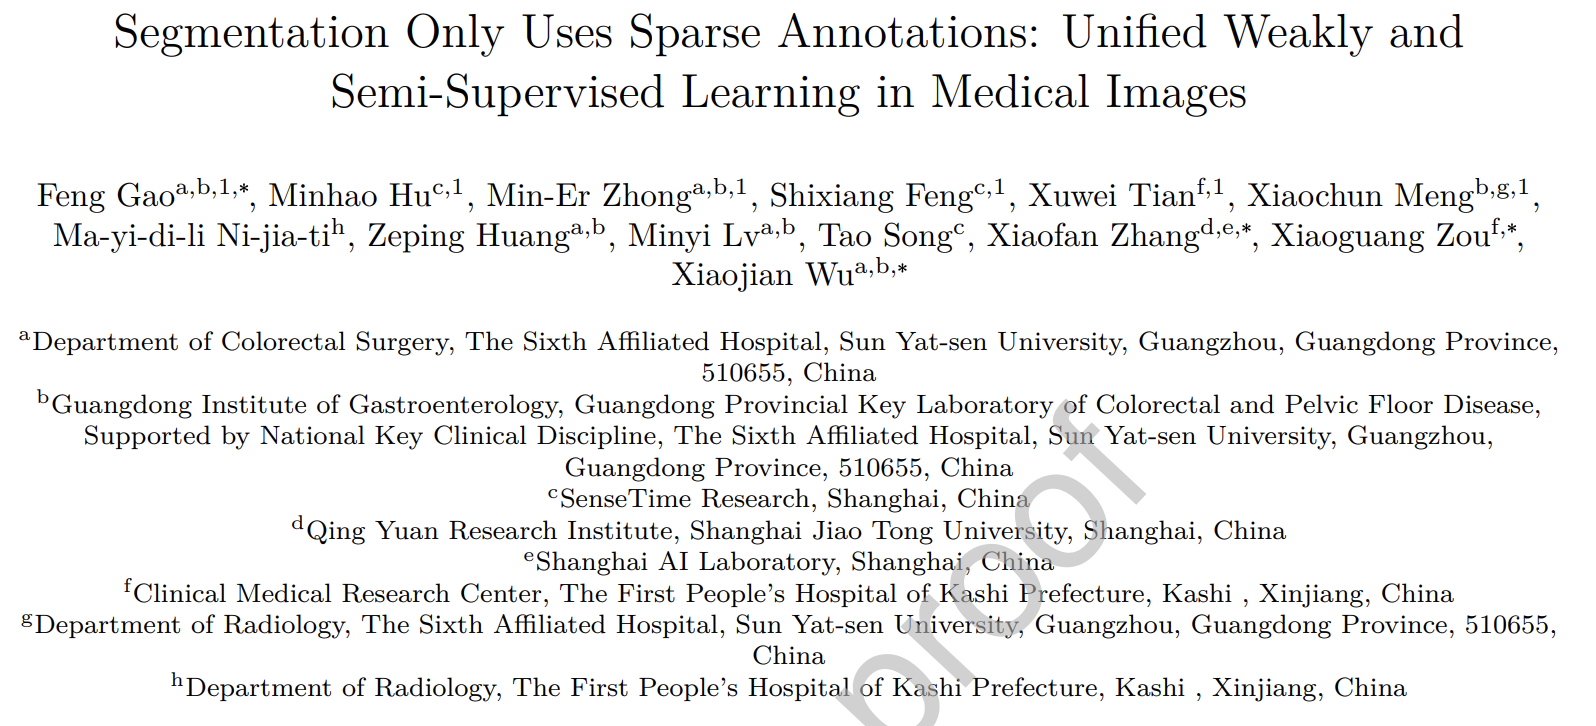 Segmentation Only Uses Sparse Annotations: Unified Weakly and
Semi-Supervised Learning in Medical Images
Feng Gao^a,b,1,*, Minhao Hu^c,1, Min-Er Zhong^a,b,1, Shixiang Feng^c,1, Xuwei Tian^f,1, Xiaochun Meng^b,g,1,
Ma-yi-di-li Ni-jia-ti^h, Zeping Huang^a,b, Minyi Lv^a,b, Tao Song^c, Xiaofan Zhang^d,e,*, Xiaoguang Zou^f,*,
Xiaojian Wu^a,b,*
^aDepartment of Colorectal Surgery, The Sixth Affiliated Hospital, Sun Yat-sen University, Guangzhou, Guangdong Province,
510655, China
^bGuangdong Institute of Gastroenterology, Guangdong Provincial Key Laboratory of Colorectal and Pelvic Floor Disease,
Supported by National Key Clinical Discipline, The Sixth Affiliated Hospital, Sun Yat-sen University, Guangzhou,
Guangdong Province, 510655, China
^cSenseTime Research, Shanghai, China
^dQing Yuan Research Institute, Shanghai Jiao Tong University, Shanghai, China
^eShanghai AI Laboratory, Shanghai, China
^fClinical Medical Research Center, The First People's Hospital of Kashi Prefecture, Kashi , Xinjiang, China
^gDepartment of Radiology, The Sixth Affiliated Hospital, Sun Yat-sen University, Guangzhou, Guangdong Province, 510655,
China
^hDepartment of Radiology, The First People's Hospital of Kashi Prefecture, Kashi , Xinjiang, China
proof